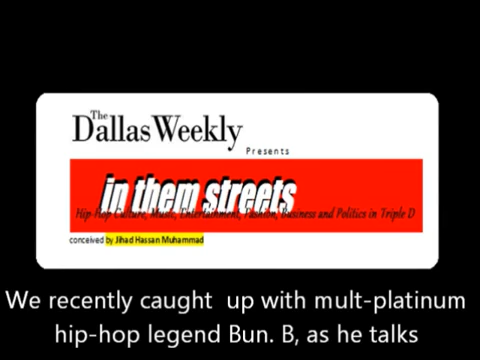 The
Dallas Weekly
Presents
in them streets
Hip-Hop Culture, Music, Entertainment, Fashion, Business and Politics in Triple D
conceived by Jihad Hassan Muhammad
We recently caught up with mult-platinum
hip-hop legend Bun. B, as he talks